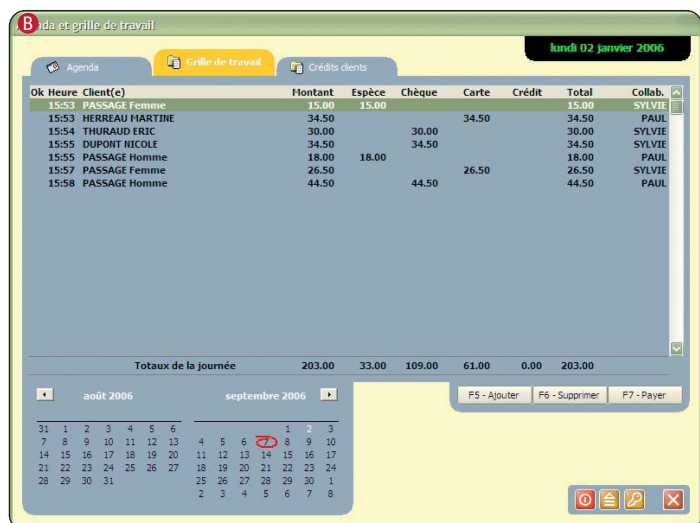 B
Agenda et grille de travail
lundi 02 janvier 2006
Agenda
Grille de travail
Crédits clients
Ok Heure Client(e) Montant Espèce Chèque Carte Crédit Total Collab.
15:53 PASSAGE Femme 15.00 15.00 15.00 SYLVIE
15:53 HERREAU MARTINE 34.50 34.50 34.50 PAUL
15:54 THURAUD ERIC 30.00 30.00 30.00 SYLVIE
15:55 DUPONT NICOLE 34.50 34.50 34.50 SYLVIE
15:55 PASSAGE Homme 18.00 18.00 18.00 PAUL
15:57 PASSAGE Femme 26.50 26.50 26.50 SYLVIE
15:58 PASSAGE Homme 44.50 44.50 44.50 PAUL
Totaux de la journée 203.00 33.00 109.00 61.00 0.00 203.00
août 2006
31 1 2 3 4 5 6
7 8 9 10 11 12 13
14 15 16 17 18 19 20
21 22 23 24 25 26 27
28 29 30 31
septembre 2006
1 2 3
4 5 6 7 8 9 10
11 12 13 14 15 16 17
18 19 20 21 22 23 24
25 26 27 28 29 30 1
2 3 4 5 6 7 8
F5 - Ajouter
F6 - Supprimer
F7 - Payer